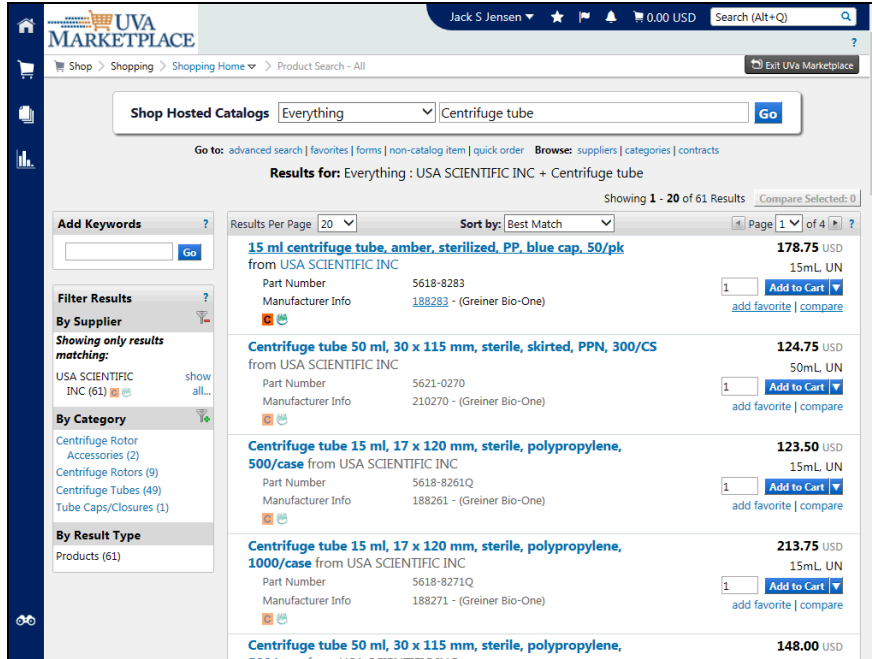 UVA
MARKETPLACE
Jack S Jensen 0.00 USD Search (Alt+Q)
?
Shop > Shopping > Shopping Home > Product Search - All
Exit UVa Marketplace
Shop Hosted Catalogs Everything Centrifuge tube Go
Go to: advanced search | favorites | forms | non-catalog item | quick order Browse: suppliers | categories | contracts
Results for: Everything : USA SCIENTIFIC INC + Centrifuge tube
Showing 1 - 20 of 61 Results Compare Selected: 0
Add Keywords ?
Go
Filter Results ?
By Supplier
Showing only results
matching:
USA SCIENTIFIC show
INC (61) C all...
By Category
Centrifuge Rotor
Accessories (2)
Centrifuge Rotors (9)
Centrifuge Tubes (49)
Tube Caps/Closures (1)
By Result Type
Products (61)
Results Per Page 20 Sort by: Best Match Page 1 of 4 ?
15 ml centrifuge tube, amber, sterilized, PP, blue cap, 50/pk 178.75 USD
from USA SCIENTIFIC INC 15mL, UN
Part Number 5618-8283 1 Add to Cart
Manufacturer Info 188283 - (Greiner Bio-One) add favorite | compare
C
Centrifuge tube 50 ml, 30 x 115 mm, sterile, skirted, PPN, 300/CS 124.75 USD
from USA SCIENTIFIC INC 50mL, UN
Part Number 5621-0270 1 Add to Cart
Manufacturer Info 210270 - (Greiner Bio-One) add favorite | compare
C
Centrifuge tube 15 ml, 17 x 120 mm, sterile, polypropylene, 123.50 USD
500/case from USA SCIENTIFIC INC 15mL, UN
Part Number 5618-8261Q 1 Add to Cart
Manufacturer Info 188261 - (Greiner Bio-One) add favorite | compare
C
Centrifuge tube 15 ml, 17 x 120 mm, sterile, polypropylene, 213.75 USD
1000/case from USA SCIENTIFIC INC 15mL, UN
Part Number 5618-8271Q 1 Add to Cart
Manufacturer Info 188271 - (Greiner Bio-One) add favorite | compare
C
Centrifuge tube 50 ml, 30 x 115 mm, sterile, polypropylene, 148.00 USD